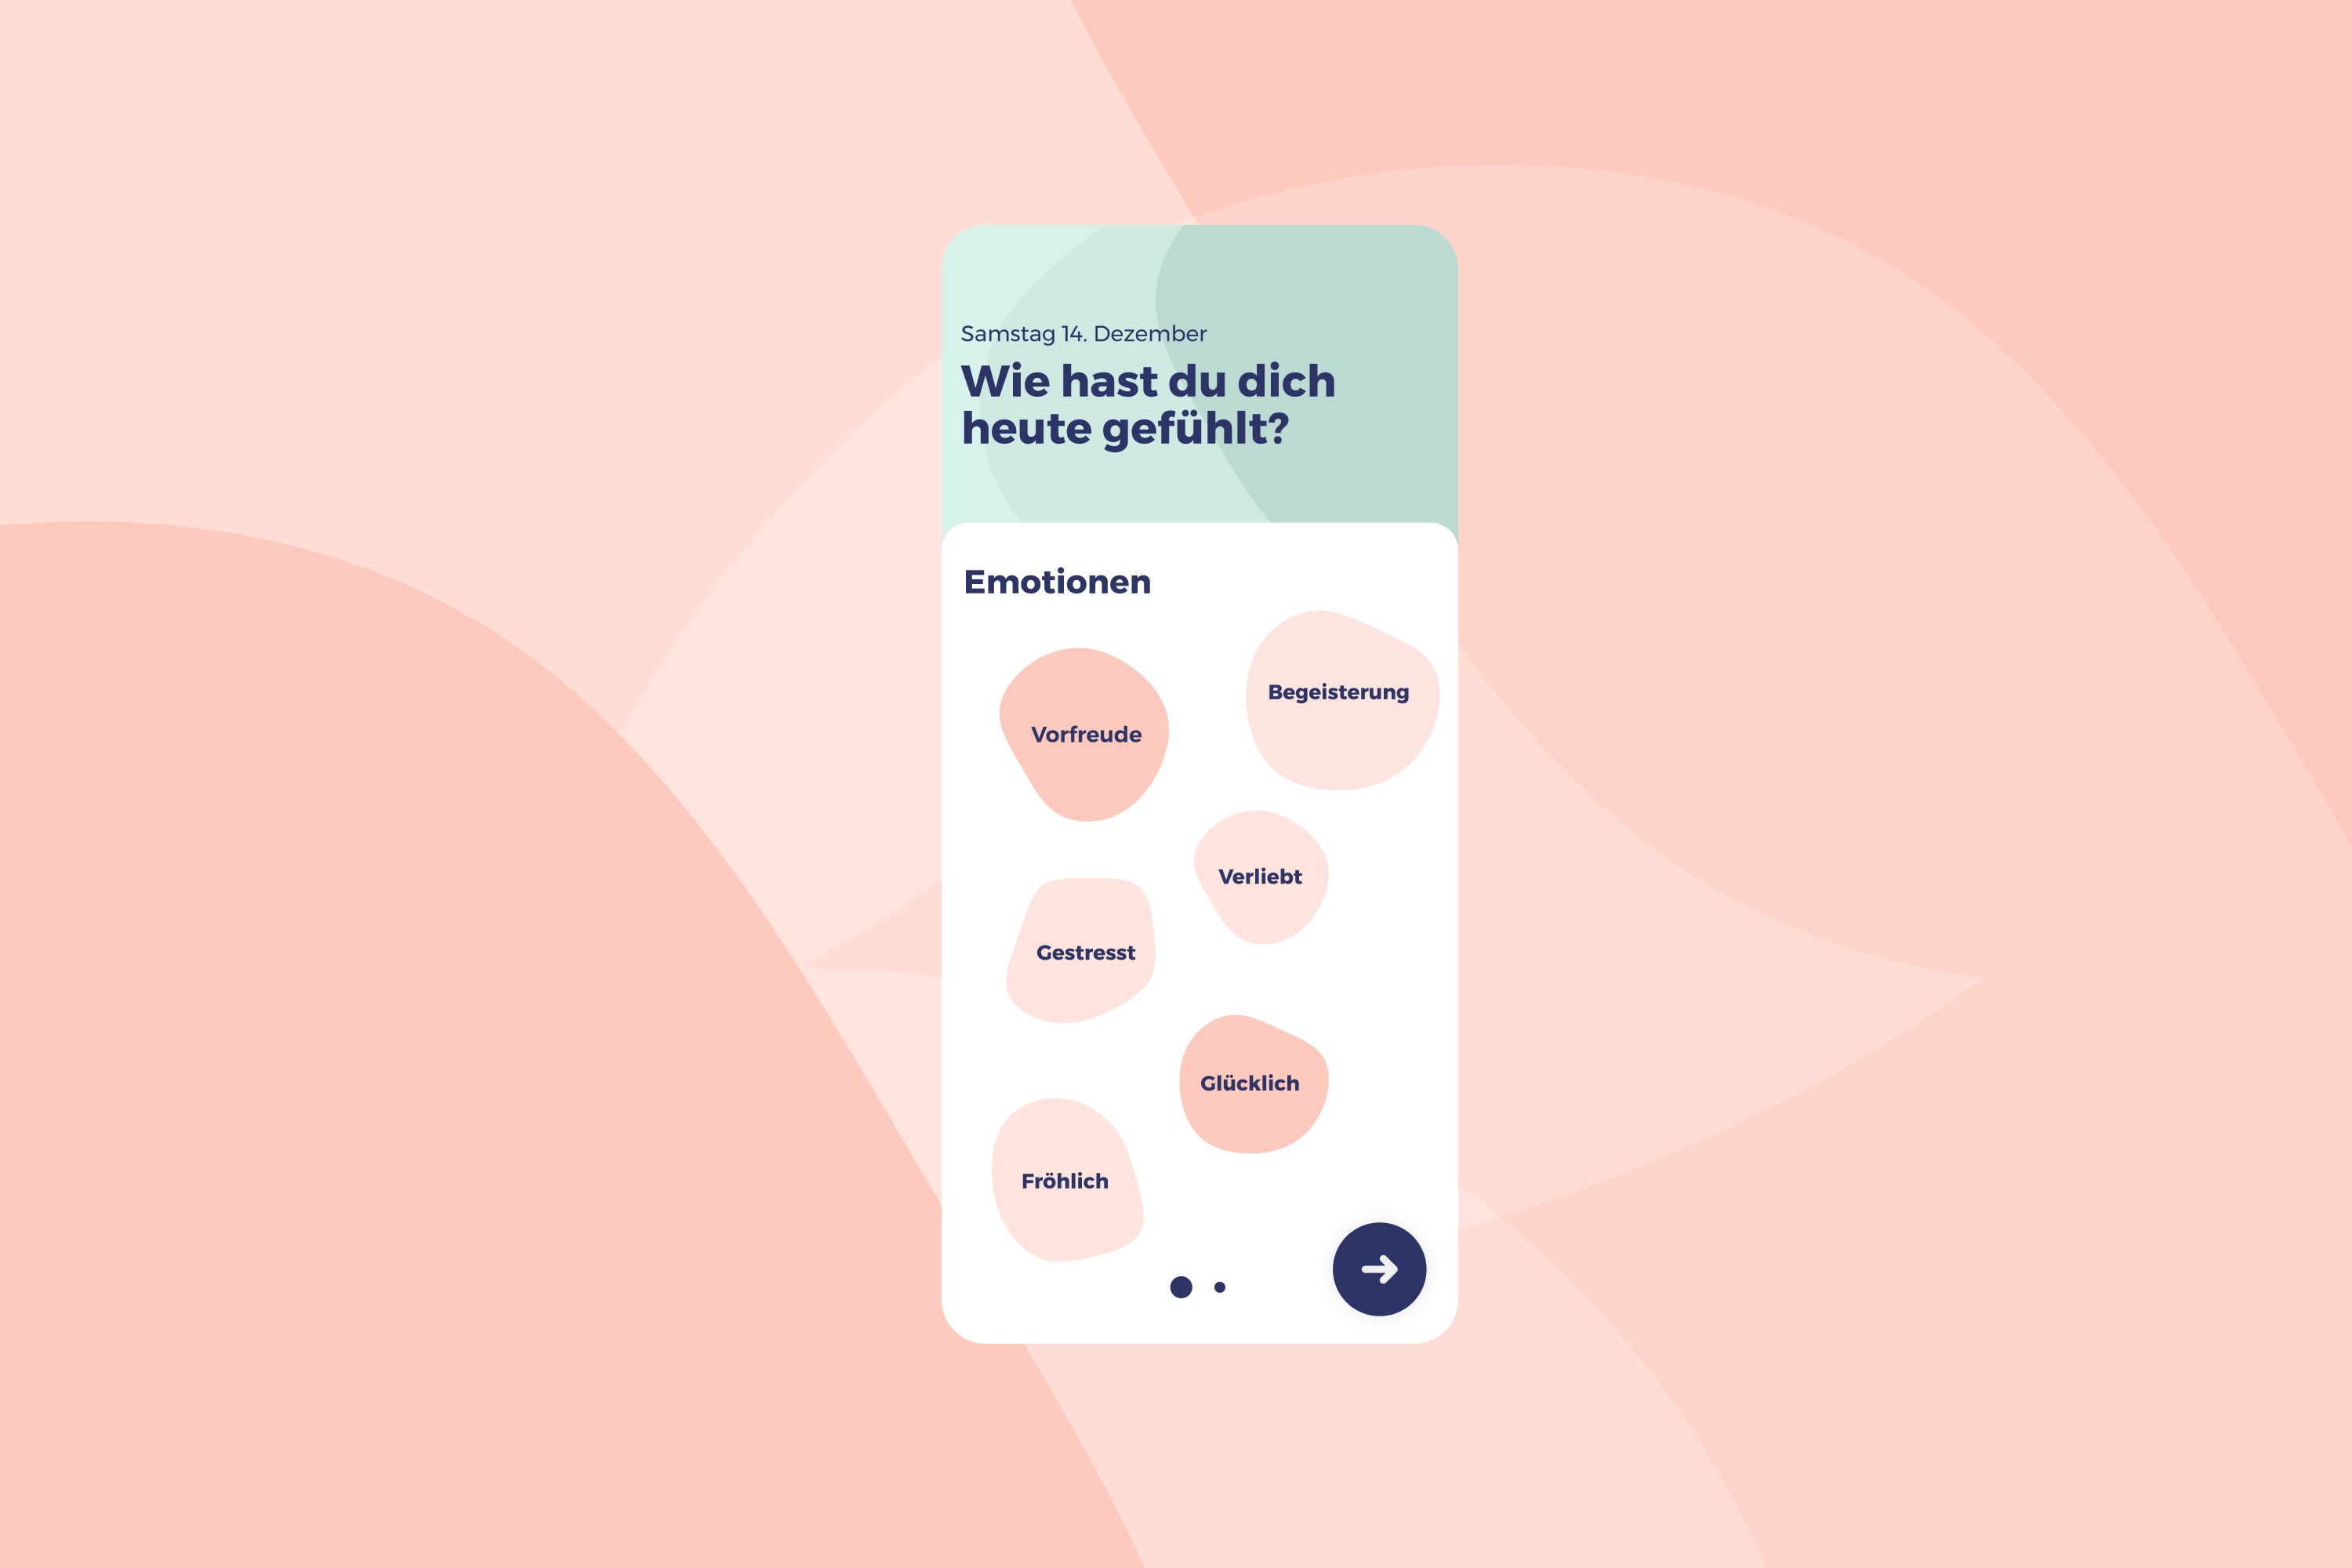 Samstag 14. Dezember
Wie hast du dich
heute gefühlt?
Emotionen
Begeisterung
Vorfreude
Verliebt
Gestresst
Glücklich
Fröhlich